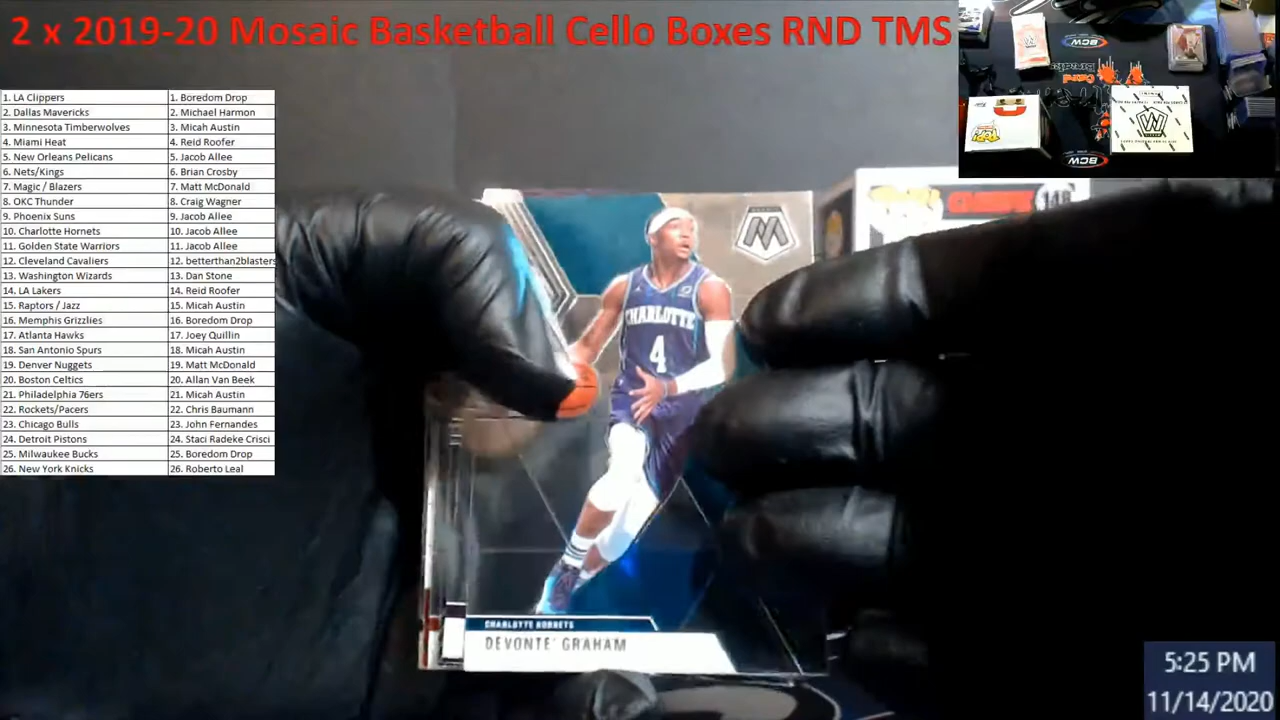 2 x 2019-20 Mosaic Basketball Cello Boxes RND TMS
1. LA Clippers 1. Boredom Drop
2. Dallas Mavericks 2. Michael Harmon
3. Minnesota Timberwolves 3. Micah Austin
4. Miami Heat 4. Reid Roofer
5. New Orleans Pelicans 5. Jacob Allee
6. Nets/Kings 6. Brian Crosby
7. Magic / Blazers 7. Matt McDonald
8. OKC Thunder 8. Craig Wagner
9. Phoenix Suns 9. Jacob Allee
10. Charlotte Hornets 10. Jacob Allee
11. Golden State Warriors 11. Jacob Allee
12. Cleveland Cavaliers 12. betterthan2blasters
13. Washington Wizards 13. Dan Stone
14. LA Lakers 14. Reid Roofer
15. Raptors / Jazz 15. Micah Austin
16. Memphis Grizzlies 16. Boredom Drop
17. Atlanta Hawks 17. Joey Quillin
18. San Antonio Spurs 18. Micah Austin
19. Denver Nuggets 19. Matt McDonald
20. Boston Celtics 20. Allan Van Beek
21. Philadelphia 76ers 21. Micah Austin
22. Rockets/Pacers 22. Chris Baumann
23. Chicago Bulls 23. John Fernandes
24. Detroit Pistons 24. Staci Radeke Crisci
25. Milwaukee Bucks 25. Boredom Drop
26. New York Knicks 26. Roberto Leal
BCW
BCW
M
CHARLOTTE
4
CHARLOTTE HORNETS
DEVONTE' GRAHAM
148
5:25 PM
11/14/2020